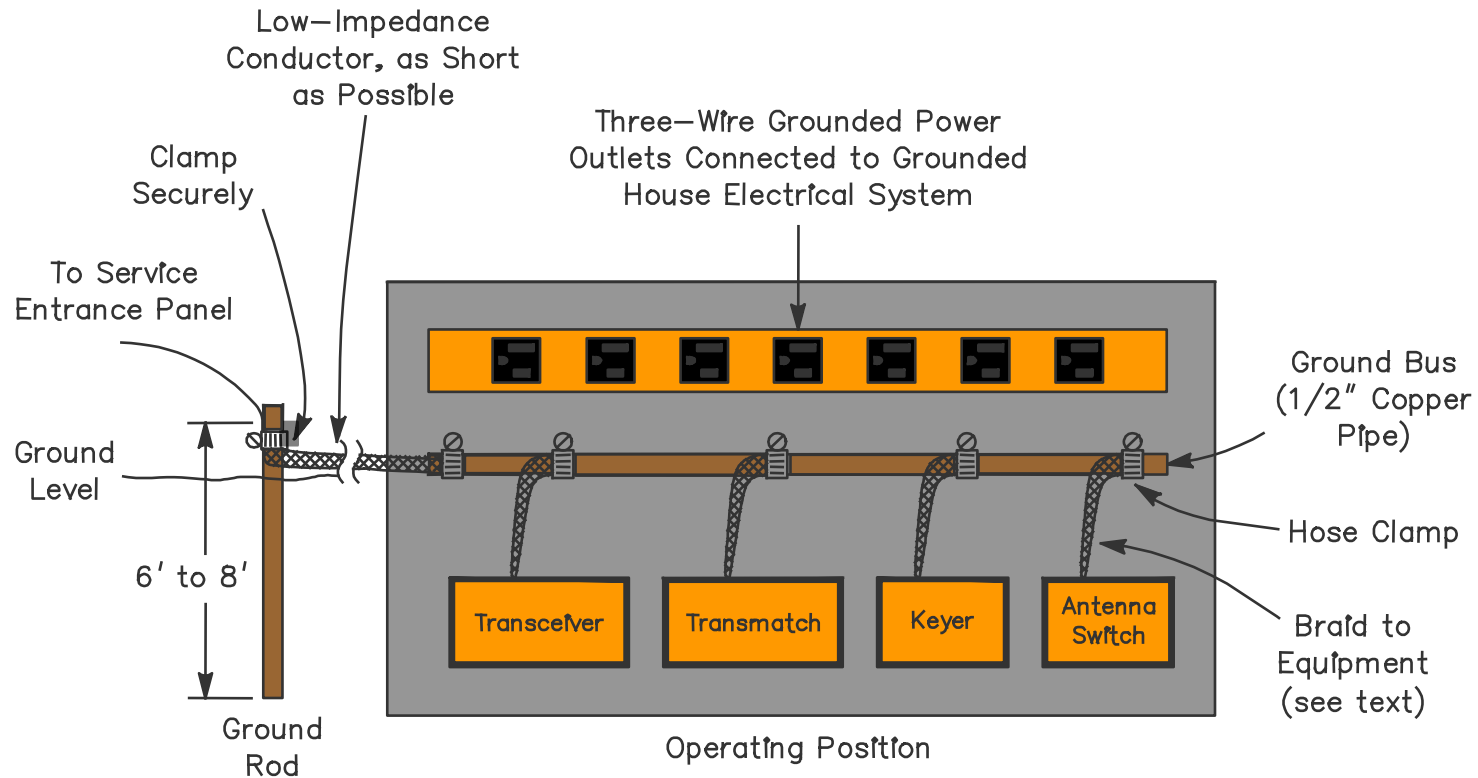 Low-Impedance
Conductor, as Short
as Possible
Three-Wire Grounded Power
Outlets Connected to Grounded
House Electrical System
Clamp
Securely
To Service
Entrance Panel
Ground Bus
(1/2" Copper
Pipe)
Ground
Level
Hose Clamp
6' to 8'
Transceiver
Transmatch
Keyer
Antenna
Switch
Braid to
Equipment
(see text)
Ground
Rod
Operating Position